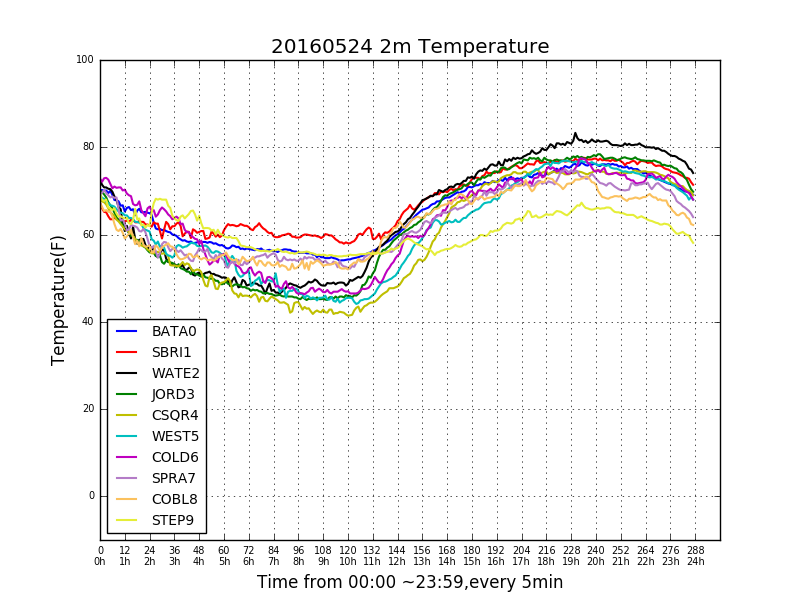 20160524 2m Temperature
100
80
60
40
20
0
Temperature(F)
BATA0
SBRI1
WATE2
JORD3
CSQR4
WEST5
COLD6
SPRA7
COBL8
STEP9
0 12 24 36 48 60 72 84 96 108 120 132 144 156 168 180 192 204 216 228 240 252 264 276 288
0h 1h 2h 3h 4h 5h 6h 7h 8h 9h 10h 11h 12h 13h 14h 15h 16h 17h 18h 19h 20h 21h 22h 23h 24h
Time from 00:00 ~23:59,every 5min